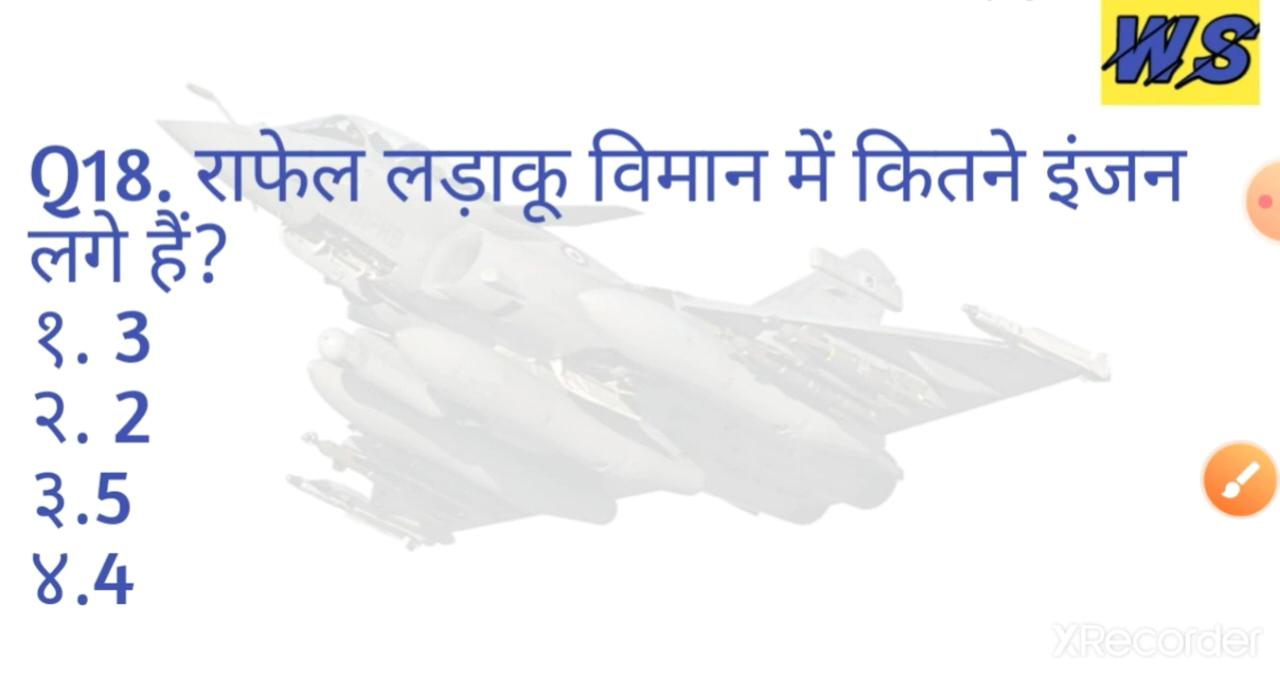 WS
Q18. राफेल लड़ाकू विमान में कितने इंजन
लगे हैं?
१. 3
२. 2
३.5
४.4
XRecorder